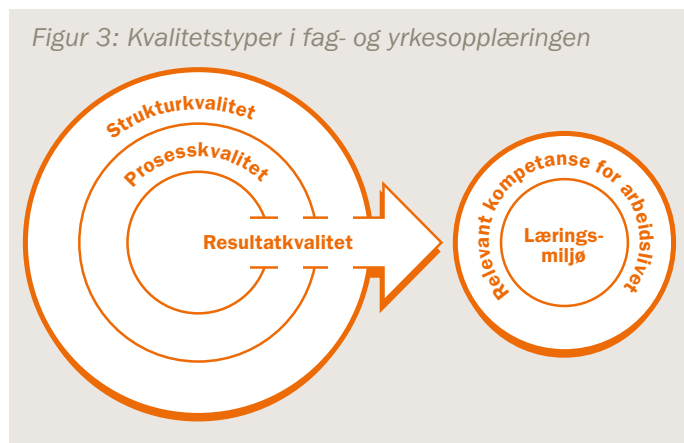 Figur 3: Kvalitetstyper i fag- og yrkesopplæringen
Strukturkvalitet
Prosesskvalitet
Resultatkvalitet
Relevant kompetanse for arbeidslivet
Lærings-
miljø